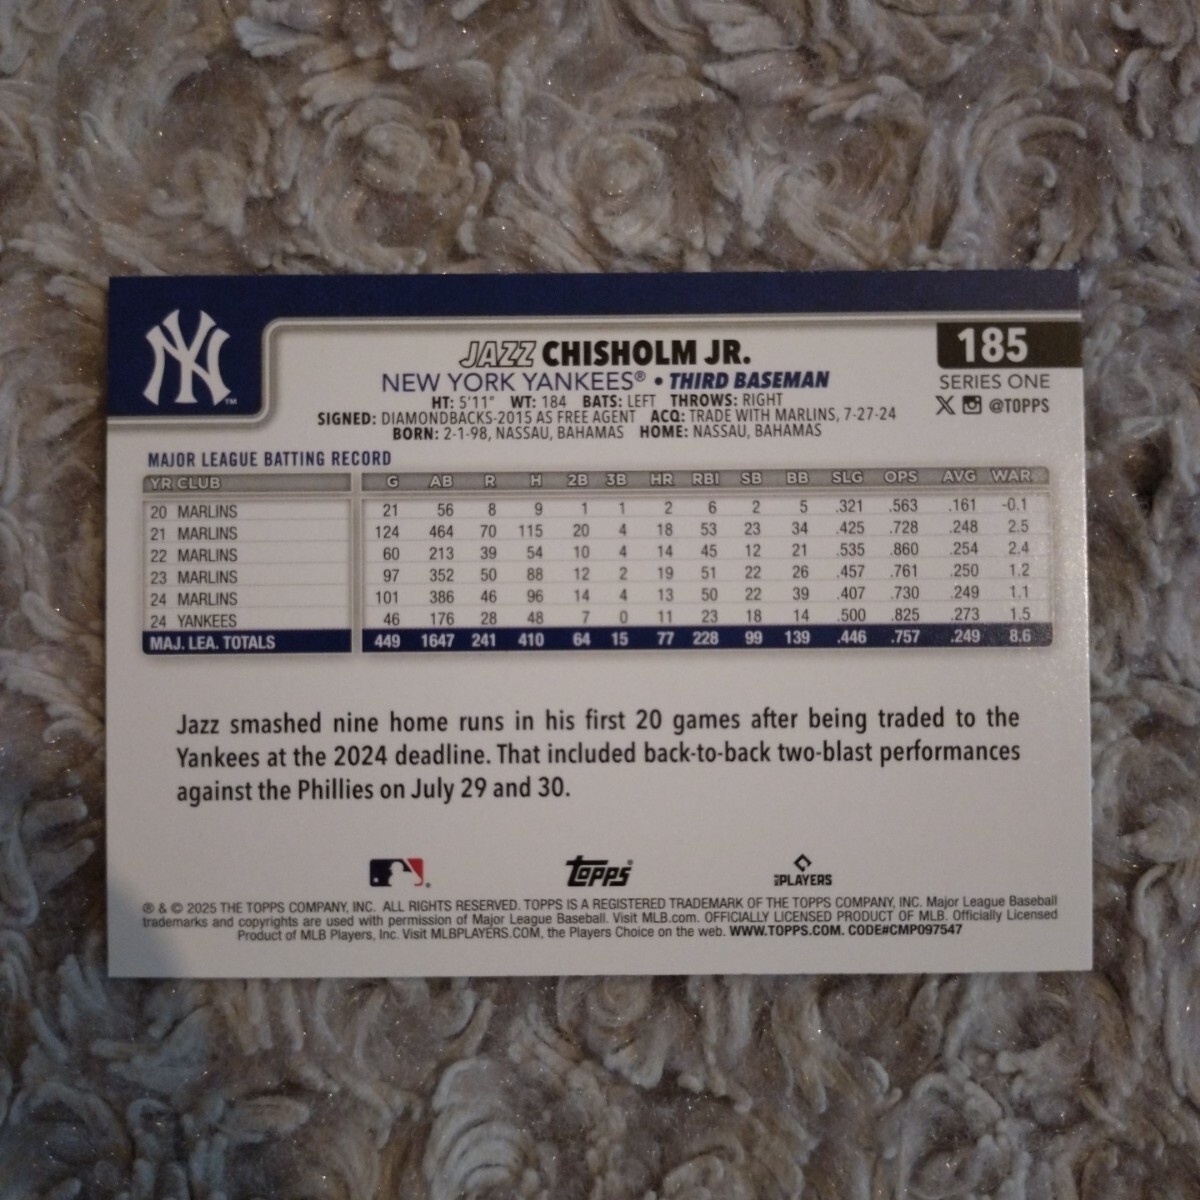 NY
TM
JAZZ CHISHOLM JR.
185
NEW YORK YANKEES® • THIRD BASEMAN
SERIES ONE
HT: 5'11" WT: 184 BATS: LEFT THROWS: RIGHT
@TOPPS
SIGNED: DIAMONDBACKS-2015 AS FREE AGENT ACQ: TRADE WITH MARLINS, 7-27-24
BORN: 2-1-98, NASSAU, BAHAMAS HOME: NASSAU, BAHAMAS
MAJOR LEAGUE BATTING RECORD
YR CLUB G AB R H 2B 3B HR RBI SB BB SLG OPS AVG WAR
20 MARLINS 21 56 8 9 1 1 2 6 2 5 .321 .563 .161 -0.1
21 MARLINS 124 464 70 115 20 4 18 53 23 34 .425 .728 .248 2.5
22 MARLINS 60 213 39 54 10 4 14 45 12 21 .535 .860 .254 2.4
23 MARLINS 97 352 50 88 12 2 19 51 22 26 .457 .761 .250 1.2
24 MARLINS 101 386 46 96 14 4 13 50 22 39 .407 .730 .249 1.1
24 YANKEES 46 176 28 48 7 0 11 23 18 14 .500 .825 .273 1.5
MAJ. LEA. TOTALS 449 1647 241 410 64 15 77 228 99 139 .446 .757 .249 8.6
Jazz smashed nine home runs in his first 20 games after being traded to the
Yankees at the 2024 deadline. That included back-to-back two-blast performances
against the Phillies on July 29 and 30.
topps®
MLB PLAYERS
® & © 2025 THE TOPPS COMPANY, INC. ALL RIGHTS RESERVED. TOPPS IS A REGISTERED TRADEMARK OF THE TOPPS COMPANY, INC. Major League Baseball
trademarks and copyrights are used with permission of Major League Baseball. Visit MLB.com. OFFICIALLY LICENSED PRODUCT OF MLB. Officially Licensed
Product of MLB Players, Inc. Visit MLBPLAYERS.COM, the Players Choice on the web. WWW.TOPPS.COM. CODE#CMP097547